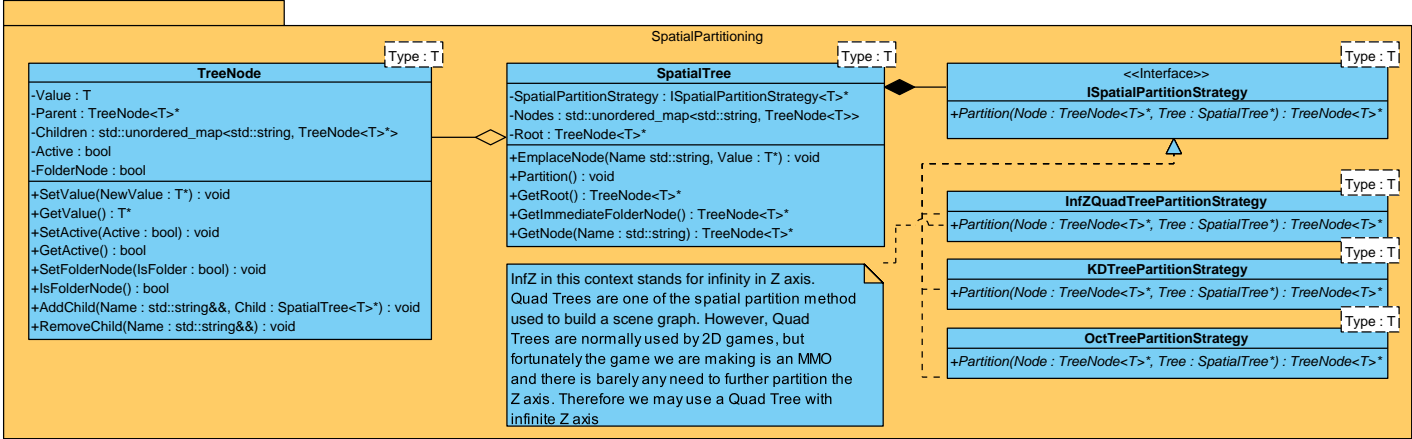 SpatialPartitioning
Type : T
TreeNode
-Value : T
-Parent : TreeNode<T>*
-Children : std::unordered_map<std::string, TreeNode<T>*>
-Active : bool
-FolderNode : bool
+SetValue(NewValue : T*) : void
+GetValue() : T*
+SetActive(Active : bool) : void
+GetActive() : bool
+SetFolderNode(IsFolder : bool) : void
+IsFolderNode() : bool
+AddChild(Name : std::string&&, Child : SpatialTree<T>*) : void
+RemoveChild(Name : std::string&&) : void
Type : T
SpatialTree
-SpatialPartitionStrategy : ISpatialPartitionStrategy<T>*
-Nodes : std::unordered_map<std::string, TreeNode<T>>
-Root : TreeNode<T>*
+EmplaceNode(Name std::string, Value : T*) : void
+Partition() : void
+GetRoot() : TreeNode<T>*
+GetImmediateFolderNode() : TreeNode<T>*
+GetNode(Name : std::string) : TreeNode<T>*
InfZ in this context stands for infinity in Z axis.
Quad Trees are one of the spatial partition method
used to build a scene graph. However, Quad
Trees are normally used by 2D games, but
fortunately the game we are making is an MMO
and there is barely any need to further partition the
Z axis. Therefore we may use a Quad Tree with
infinite Z axis
Type : T
<<Interface>>
ISpatialPartitionStrategy
+Partition(Node : TreeNode<T>*, Tree : SpatialTree*) : TreeNode<T>*
Type : T
InfZQuadTreePartitionStrategy
+Partition(Node : TreeNode<T>*, Tree : SpatialTree*) : TreeNode<T>*
Type : T
KDTreePartitionStrategy
+Partition(Node : TreeNode<T>*, Tree : SpatialTree*) : TreeNode<T>*
Type : T
OctTreePartitionStrategy
+Partition(Node : TreeNode<T>*, Tree : SpatialTree*) : TreeNode<T>*